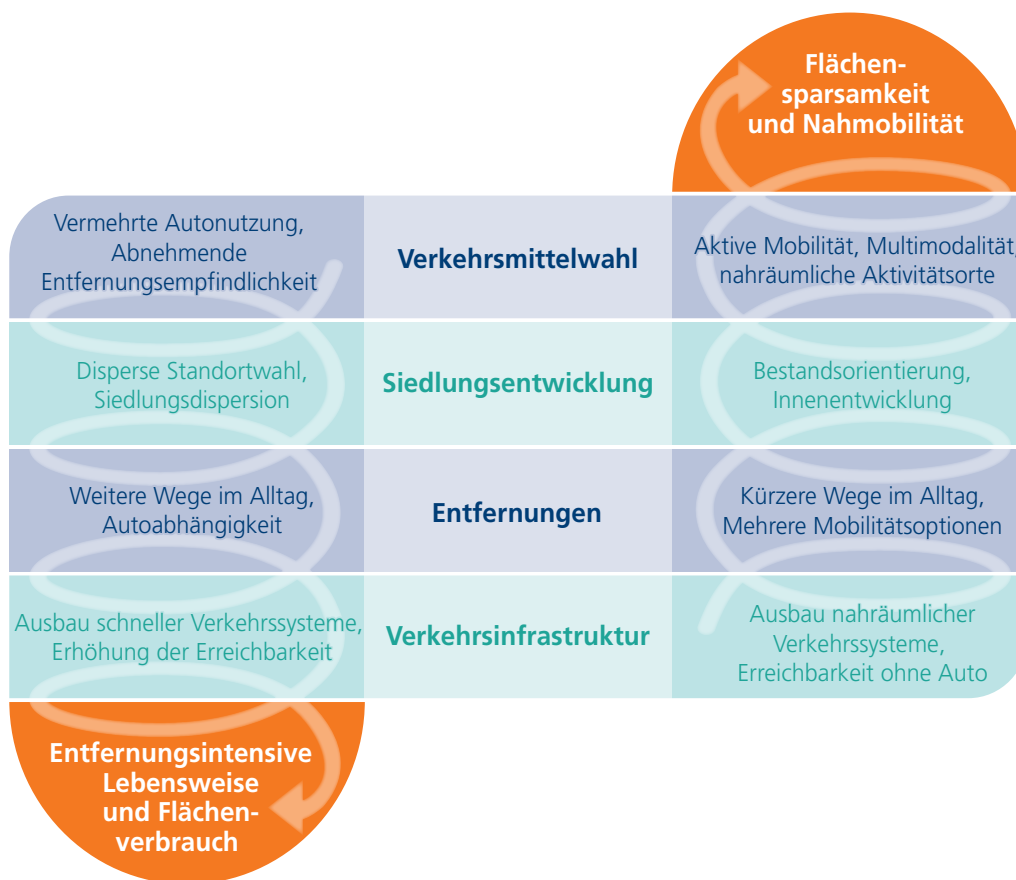 Flächen-
sparsamkeit
und Nahmobilität
Vermehrte Autonutzung,
Abnehmende
Entfernungsempfindlichkeit
Verkehrsmittelwahl
Aktive Mobilität, Multimodalität,
nahräumliche Aktivitätsorte
Disperse Standortwahl,
Siedlungsdispersion
Siedlungsentwicklung
Bestandsorientierung,
Innenentwicklung
Weitere Wege im Alltag,
Autoabhängigkeit
Entfernungen
Kürzere Wege im Alltag,
Mehrere Mobilitätsoptionen
Ausbau schneller Verkehrssysteme,
Erhöhung der Erreichbarkeit
Verkehrsinfrastruktur
Ausbau nahräumlicher
Verkehrssysteme,
Erreichbarkeit ohne Auto
Entfernungsintensive
Lebensweise
und Flächen-
verbrauch